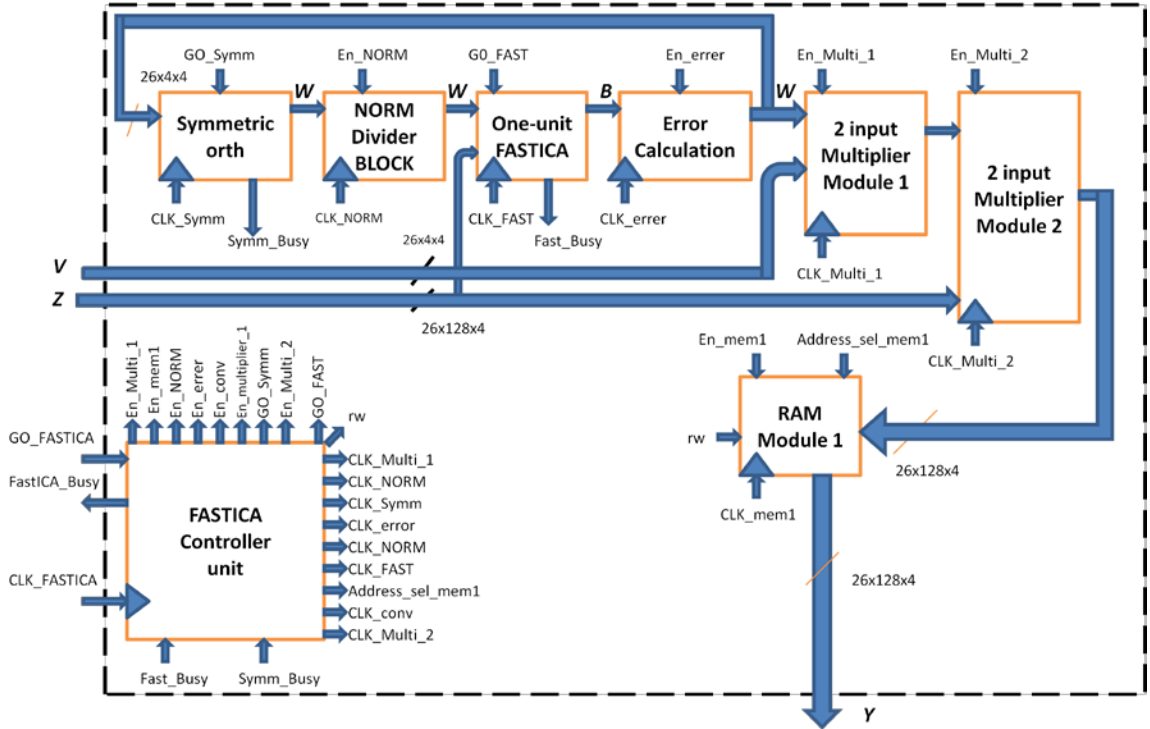 GO_Symm
En_NORM
G0_FAST
En_errer
En_Multi_1
En_Multi_2
26x4x4
W
W
B
W
Symmetric
orth
NORM
Divider
BLOCK
One-unit
FASTICA
Error
Calculation
2 input
Multiplier
Module 1
2 input
Multiplier
Module 2
CLK_Symm
CLK_NORM
CLK_FAST
CLK_errer
Symm_Busy
Fast_Busy
26x4x4
CLK_Multi_1
V
Z
26x128x4
CLK_Multi_2
En_mem1
Address_sel_mem1
RAM
Module 1
rw
CLK_mem1
26x128x4
26x128x4
Y
En_Multi_1
En_mem1
En_NORM
En_errer
En_conv
En_multiplier_1
GO_Symm
En_Multi_2
GO_FAST
rw
GO_FASTICA
FastICA_Busy
CLK_FASTICA
FASTICA
Controller
unit
CLK_Multi_1
CLK_NORM
CLK_Symm
CLK_error
CLK_NORM
CLK_FAST
Address_sel_mem1
CLK_conv
CLK_Multi_2
Fast_Busy
Symm_Busy